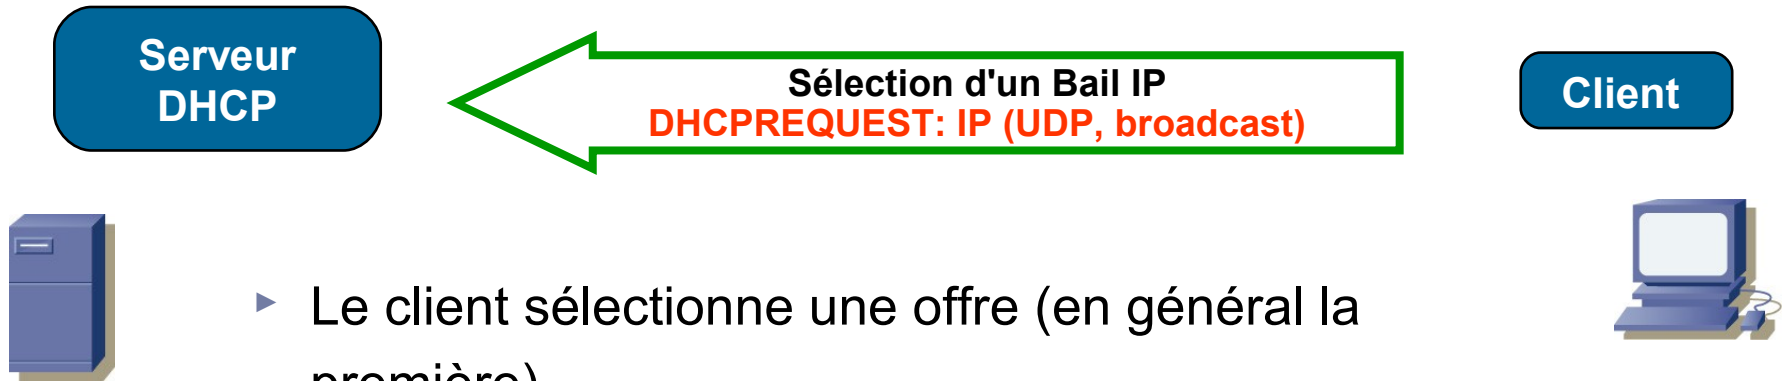 Serveur
DHCP
Sélection d'un Bail IP
DHCPREQUEST: IP (UDP, broadcast)
Client
Le client sélectionne une offre (en général la
première)